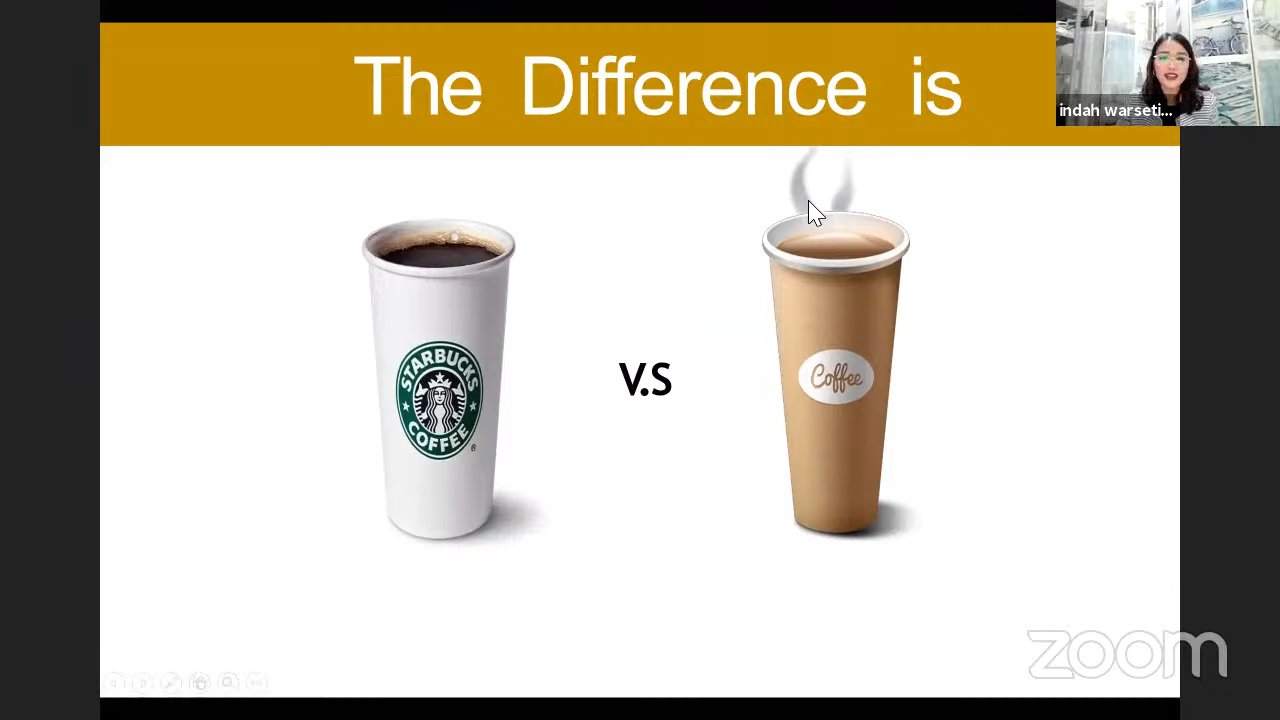 The Difference is
indah warseti...
STARBUCKS
COFFEE
®
V.S
Coffee
zoom